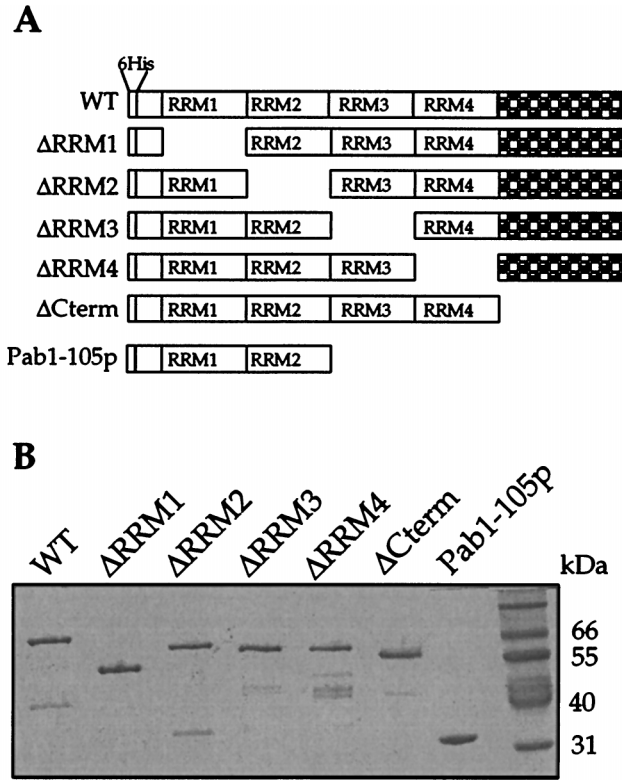 A
6His
WT RRM1 RRM2 RRM3 RRM4
ΔRRM1 RRM2 RRM3 RRM4
ΔRRM2 RRM1 RRM3 RRM4
ΔRRM3 RRM1 RRM2 RRM4
ΔRRM4 RRM1 RRM2 RRM3
ΔCterm RRM1 RRM2 RRM3 RRM4
Pab1-105p RRM1 RRM2
B
WT ΔRRM1 ΔRRM2 ΔRRM3 ΔRRM4 ΔCterm Pab1-105p
kDa
66
55
40
31